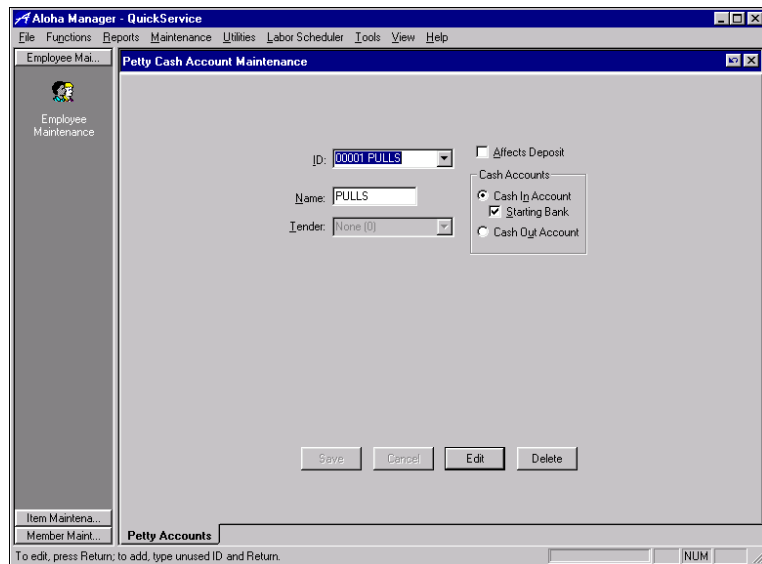 Aloha Manager - QuickService
File Functions Reports Maintenance Utilities Labor Scheduler Tools View Help
Employee Mai...
Petty Cash Account Maintenance
Employee
Maintenance
ID: 00001 PULLS
Affects Deposit
Cash Accounts
Name: PULLS
Cash In Account
Starting Bank
Tender: None (0)
Cash Out Account
Save Cancel Edit Delete
Item Maintena...
Member Maint...
Petty Accounts
To edit, press Return; to add, type unused ID and Return.
NUM